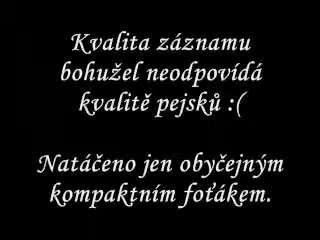 Kvalita záznamu
bohužel neodpovídá
kvalitě pejsků :(
Natáčeno jen obyčejným
kompaktním foťákem.